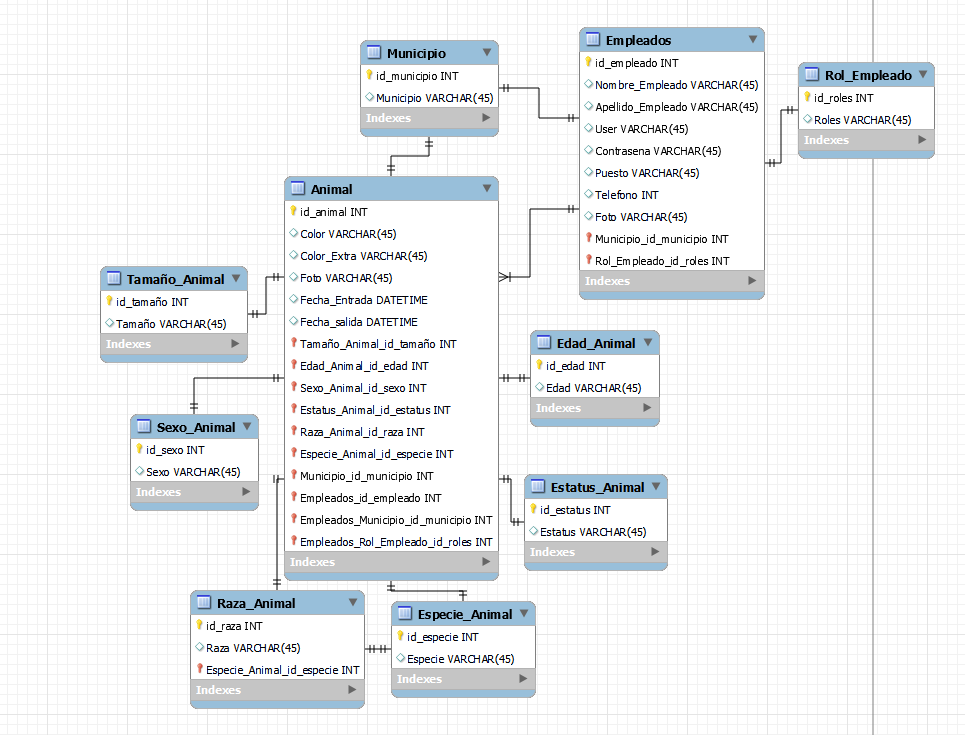 Municipio
id_municipio INT
Municipio VARCHAR(45)
Indexes
Empleados
id_empleado INT
Nombre_Empleado VARCHAR(45)
Apellido_Empleado VARCHAR(45)
User VARCHAR(45)
Contrasena VARCHAR(45)
Puesto VARCHAR(45)
Telefono INT
Foto VARCHAR(45)
Municipio_id_municipio INT
Rol_Empleado_id_roles INT
Indexes
Rol_Empleado
id_roles INT
Roles VARCHAR(45)
Indexes
Animal
id_animal INT
Color VARCHAR(45)
Color_Extra VARCHAR(45)
Foto VARCHAR(45)
Fecha_Entrada DATETIME
Fecha_salida DATETIME
Tamaño_Animal_id_tamaño INT
Edad_Animal_id_edad INT
Sexo_Animal_id_sexo INT
Estatus_Animal_id_estatus INT
Raza_Animal_id_raza INT
Especie_Animal_id_especie INT
Municipio_id_municipio INT
Empleados_id_empleado INT
Empleados_Municipio_id_municipio INT
Empleados_Rol_Empleado_id_roles INT
Indexes
Tamaño_Animal
id_tamaño INT
Tamaño VARCHAR(45)
Indexes
Edad_Animal
id_edad INT
Edad VARCHAR(45)
Indexes
Sexo_Animal
id_sexo INT
Sexo VARCHAR(45)
Indexes
Estatus_Animal
id_estatus INT
Estatus VARCHAR(45)
Indexes
Raza_Animal
id_raza INT
Raza VARCHAR(45)
Especie_Animal_id_especie INT
Indexes
Especie_Animal
id_especie INT
Especie VARCHAR(45)
Indexes